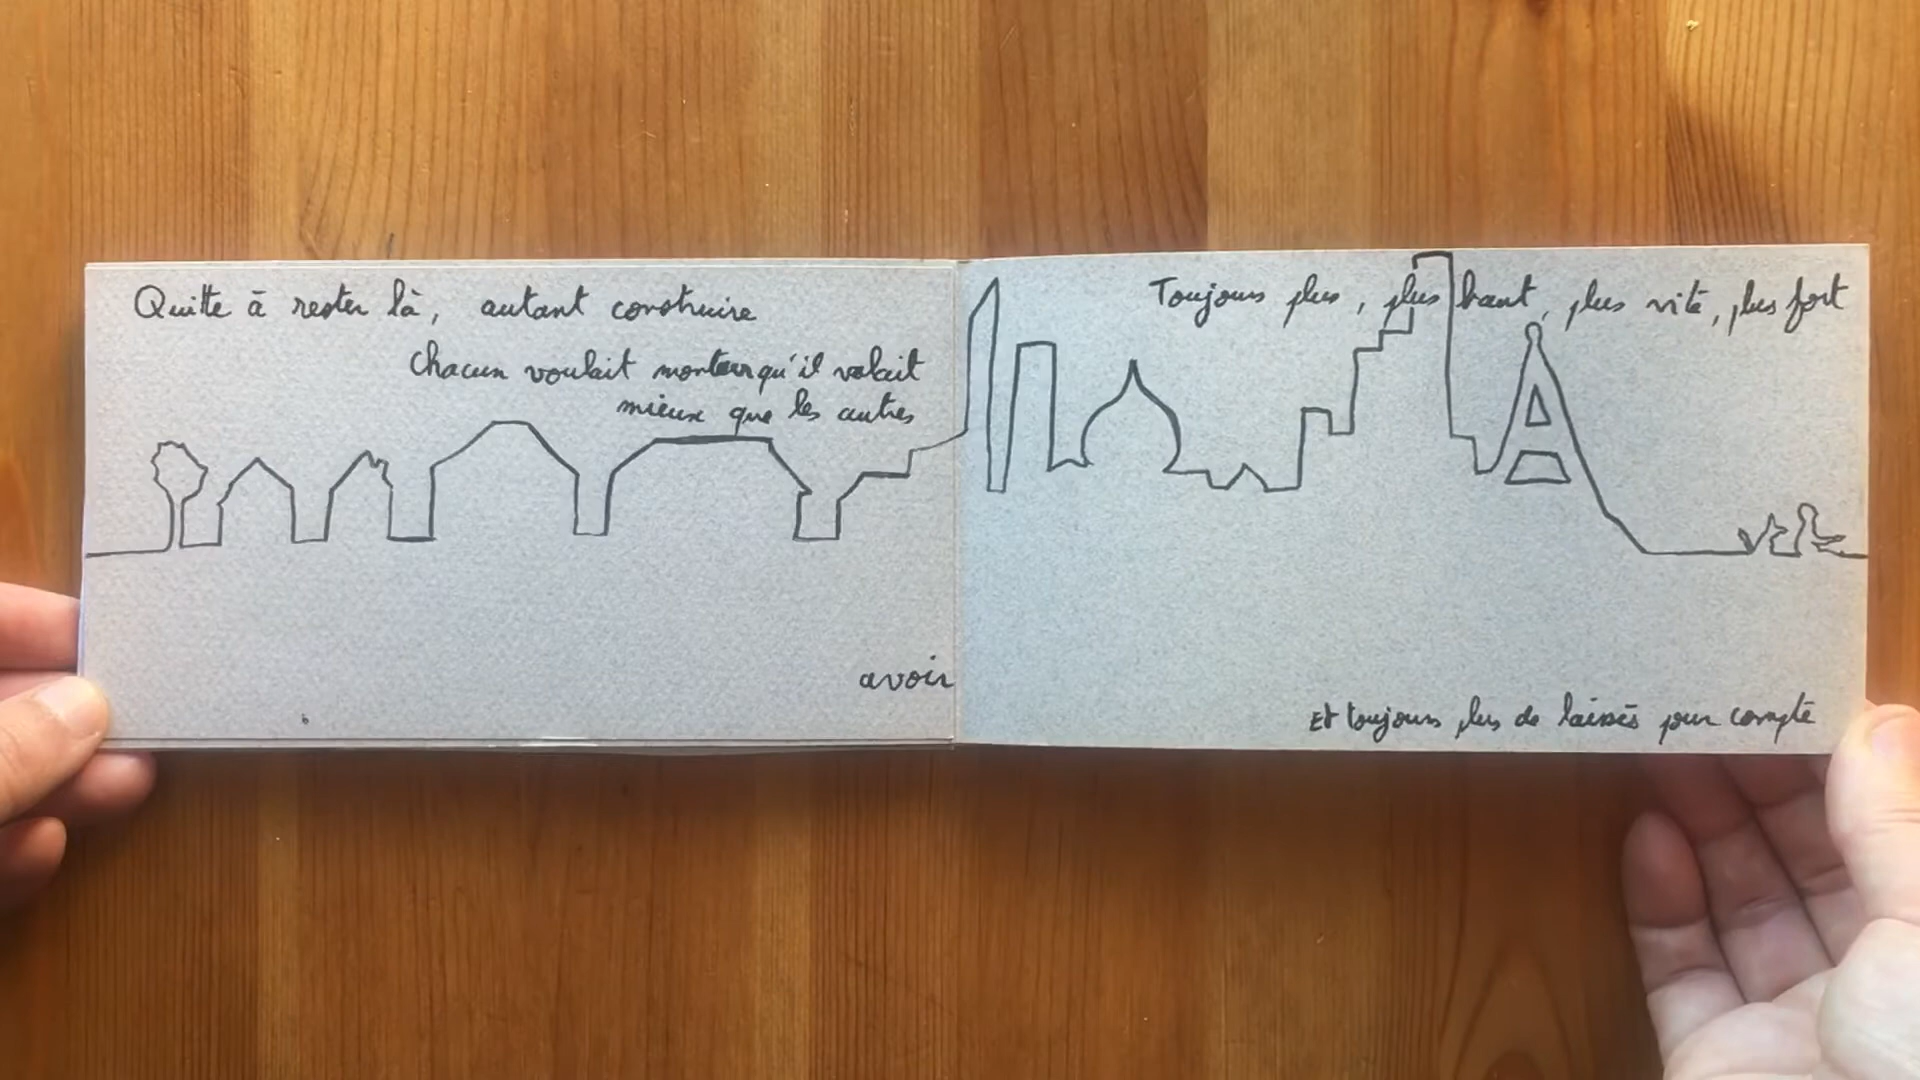 Quitte à rester là, autant construire
Chacun voulait montrer qu'il valait
mieux que les autres
avoir
Toujours plus, plus haut, plus vite, plus fort
Et toujours plus de laissés pour compte